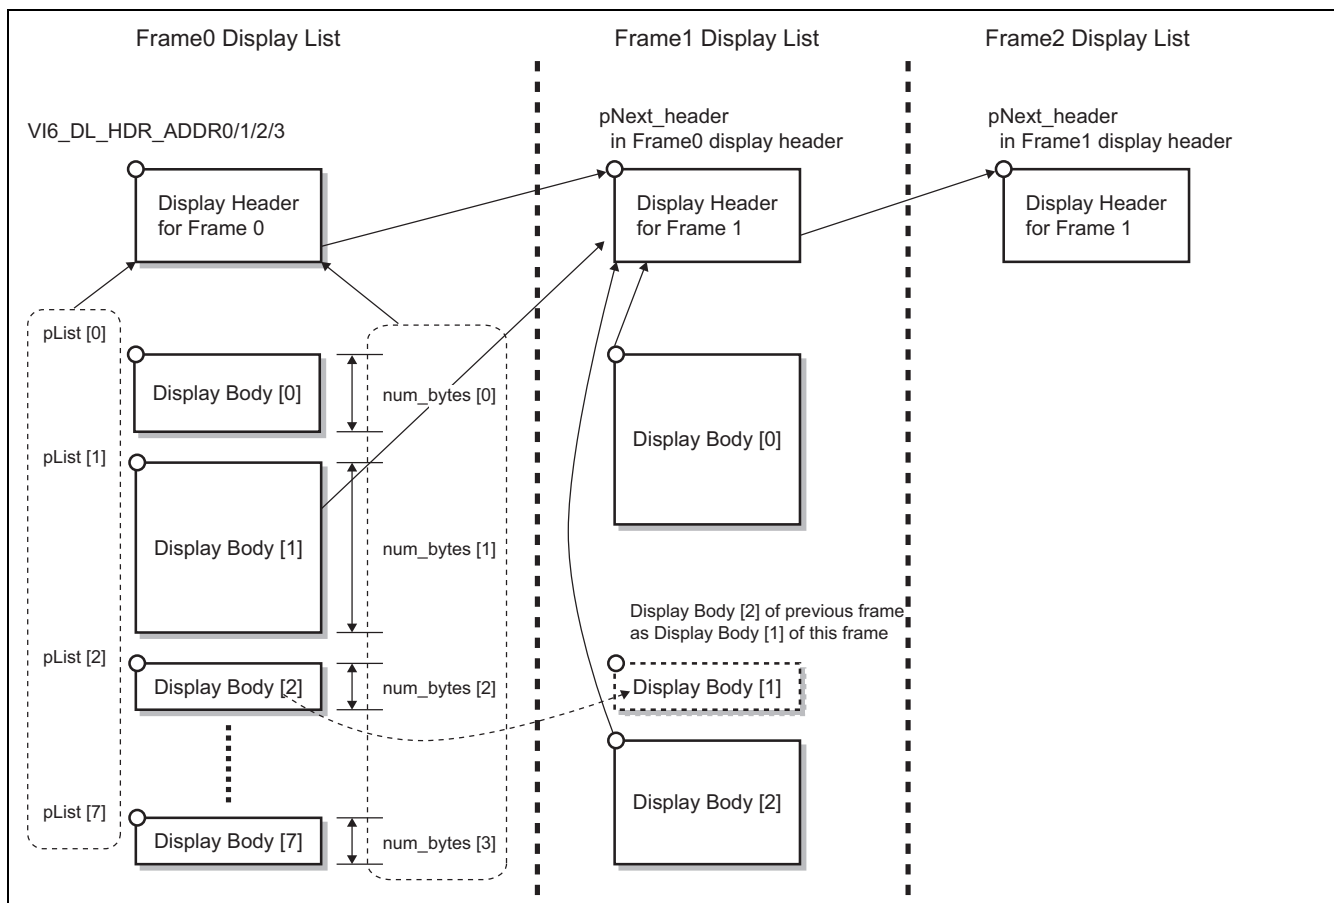 Frame0 Display List
Frame1 Display List
Frame2 Display List
VI6_DL_HDR_ADDR0/1/2/3
pNext_header
in Frame0 display header
pNext_header
in Frame1 display header
Display Header
for Frame 0
Display Header
for Frame 1
Display Header
for Frame 1
pList [0]
Display Body [0]
num_bytes [0]
Display Body [0]
pList [1]
Display Body [1]
num_bytes [1]
Display Body [2] of previous frame
as Display Body [1] of this frame
pList [2]
Display Body [2]
num_bytes [2]
Display Body [1]
Display Body [2]
pList [7]
Display Body [7]
num_bytes [3]